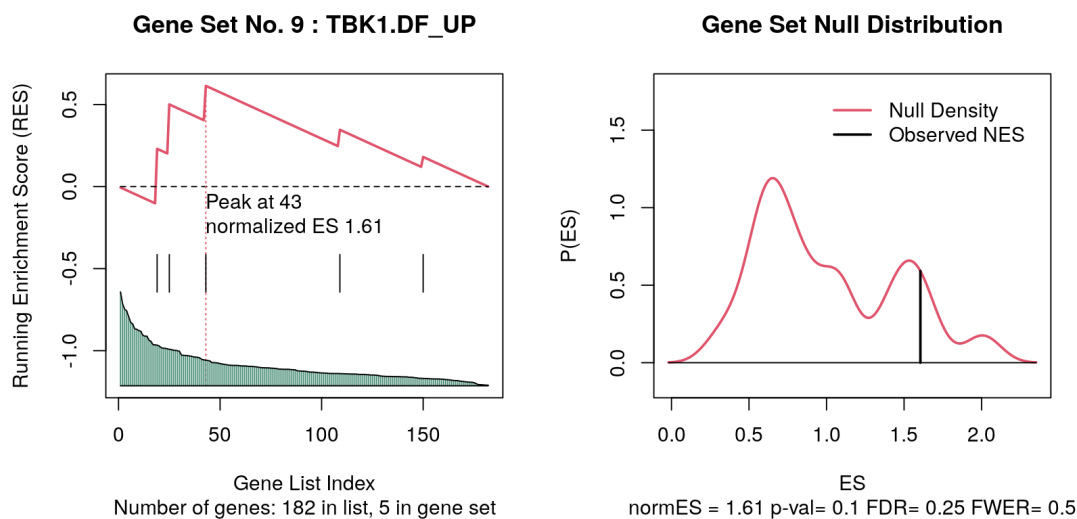 Gene Set No. 9 : TBK1.DF_UP
Running Enrichment Score (RES)
0.5
0.0
-0.5
-1.0
Peak at 43
normalized ES 1.61
0 50 100 150
Gene List Index
Number of genes: 182 in list, 5 in gene set
Gene Set Null Distribution
P(ES)
1.5
1.0
0.5
0.0
Null Density
Observed NES
0.0 0.5 1.0 1.5 2.0
ES
normES = 1.61 p-val= 0.1 FDR= 0.25 FWER= 0.5